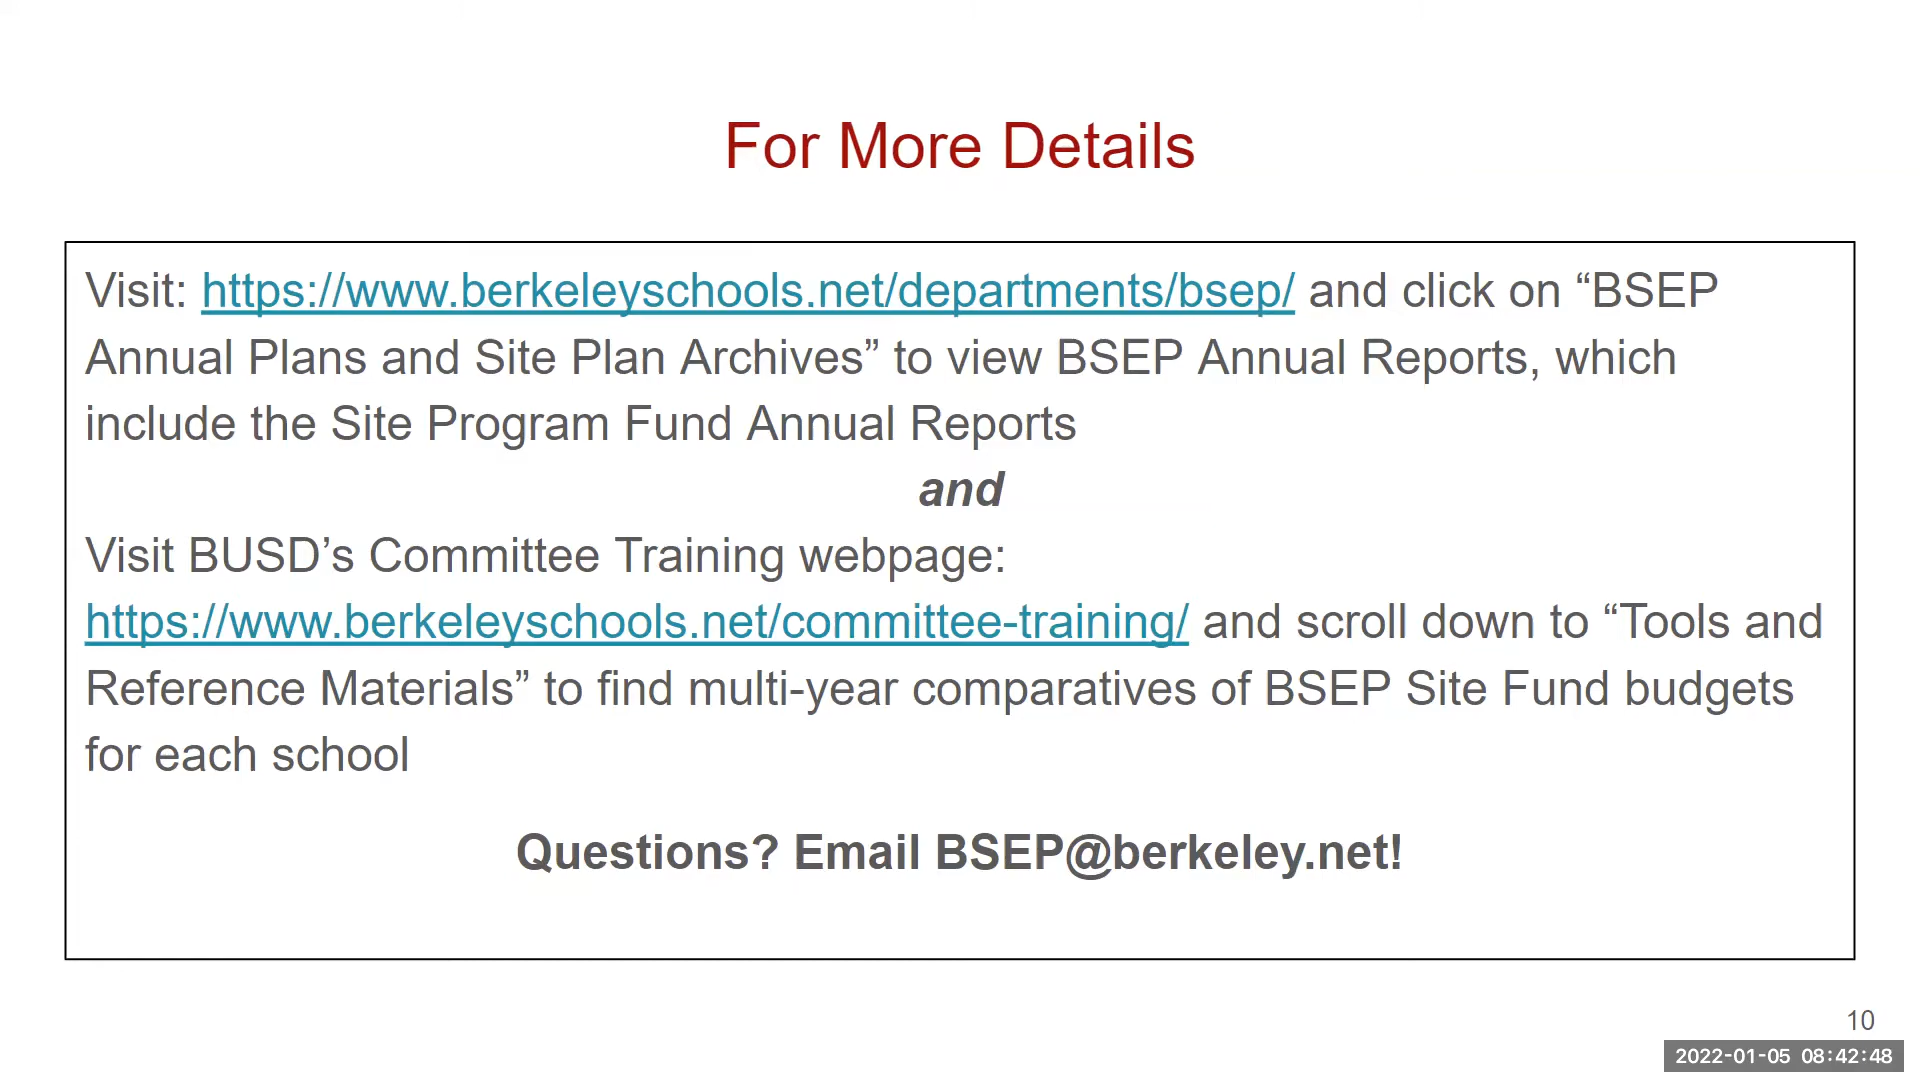 For More Details
Visit: https://www.berkeleyschools.net/departments/bsep/ and click on “BSEP
Annual Plans and Site Plan Archives” to view BSEP Annual Reports, which
include the Site Program Fund Annual Reports
and
Visit BUSD’s Committee Training webpage:
https://www.berkeleyschools.net/committee-training/ and scroll down to “Tools and
Reference Materials” to find multi-year comparatives of BSEP Site Fund budgets
for each school
Questions? Email BSEP@berkeley.net!
10
2022-01-05 08:42:48